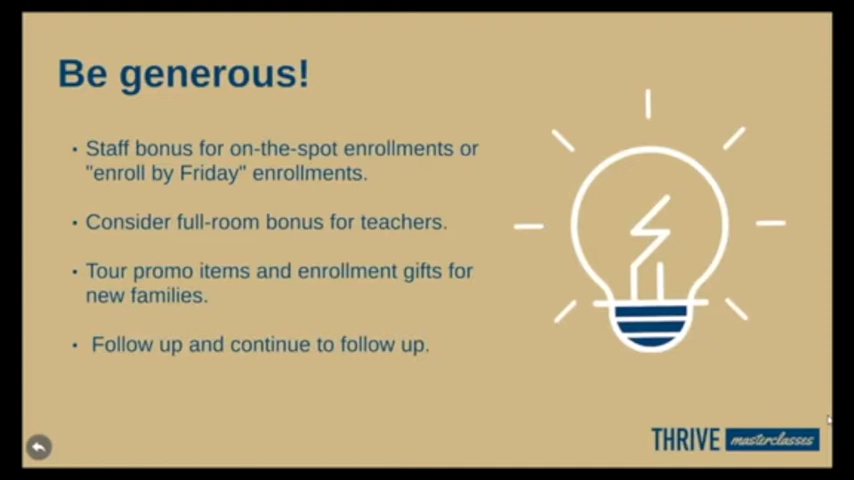 Be generous!
• Staff bonus for on-the-spot enrollments or
"enroll by Friday" enrollments.
• Consider full-room bonus for teachers.
• Tour promo items and enrollment gifts for
new families.
• Follow up and continue to follow up.
THRIVE masterclasses